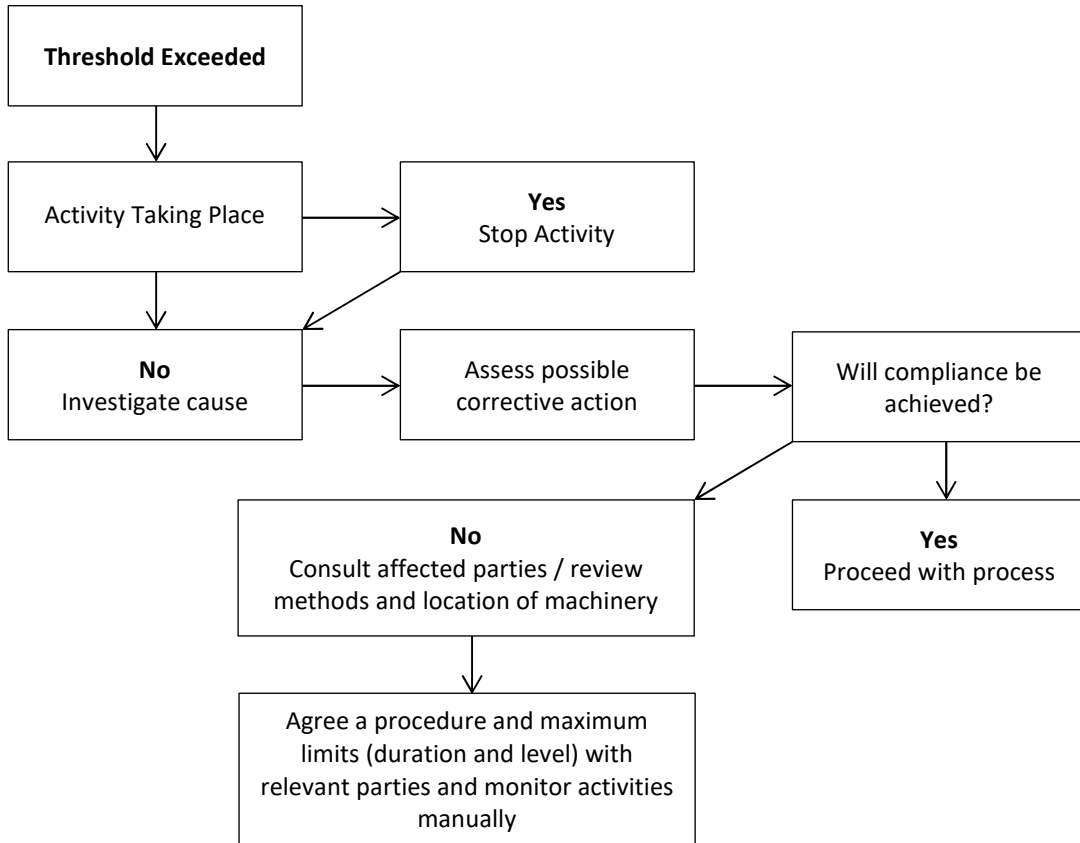 Threshold Exceeded
Activity Taking Place
Yes
Stop Activity
No
Investigate cause
Assess possible
corrective action
Will compliance be
achieved?
No
Consult affected parties / review
methods and location of machinery
Yes
Proceed with process
Agree a procedure and maximum
limits (duration and level) with
relevant parties and monitor activities
manually